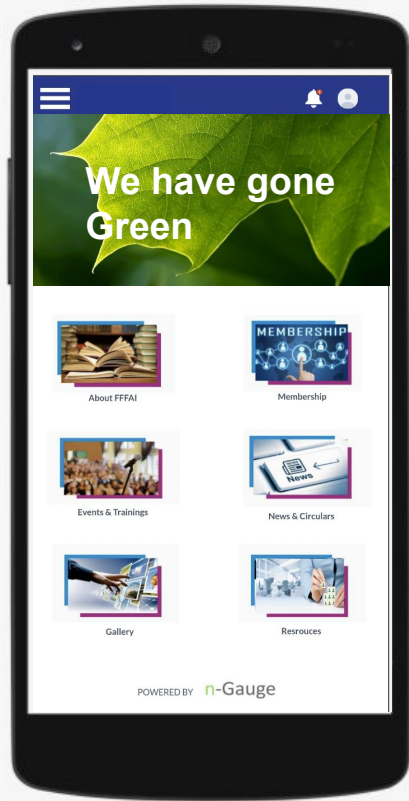 We have gone
Green
MEMBERSHIP
About FFFAI
Membership
News
Events & Trainings
News & Circulars
Gallery
Resrouces
POWERED BY n-Gauge